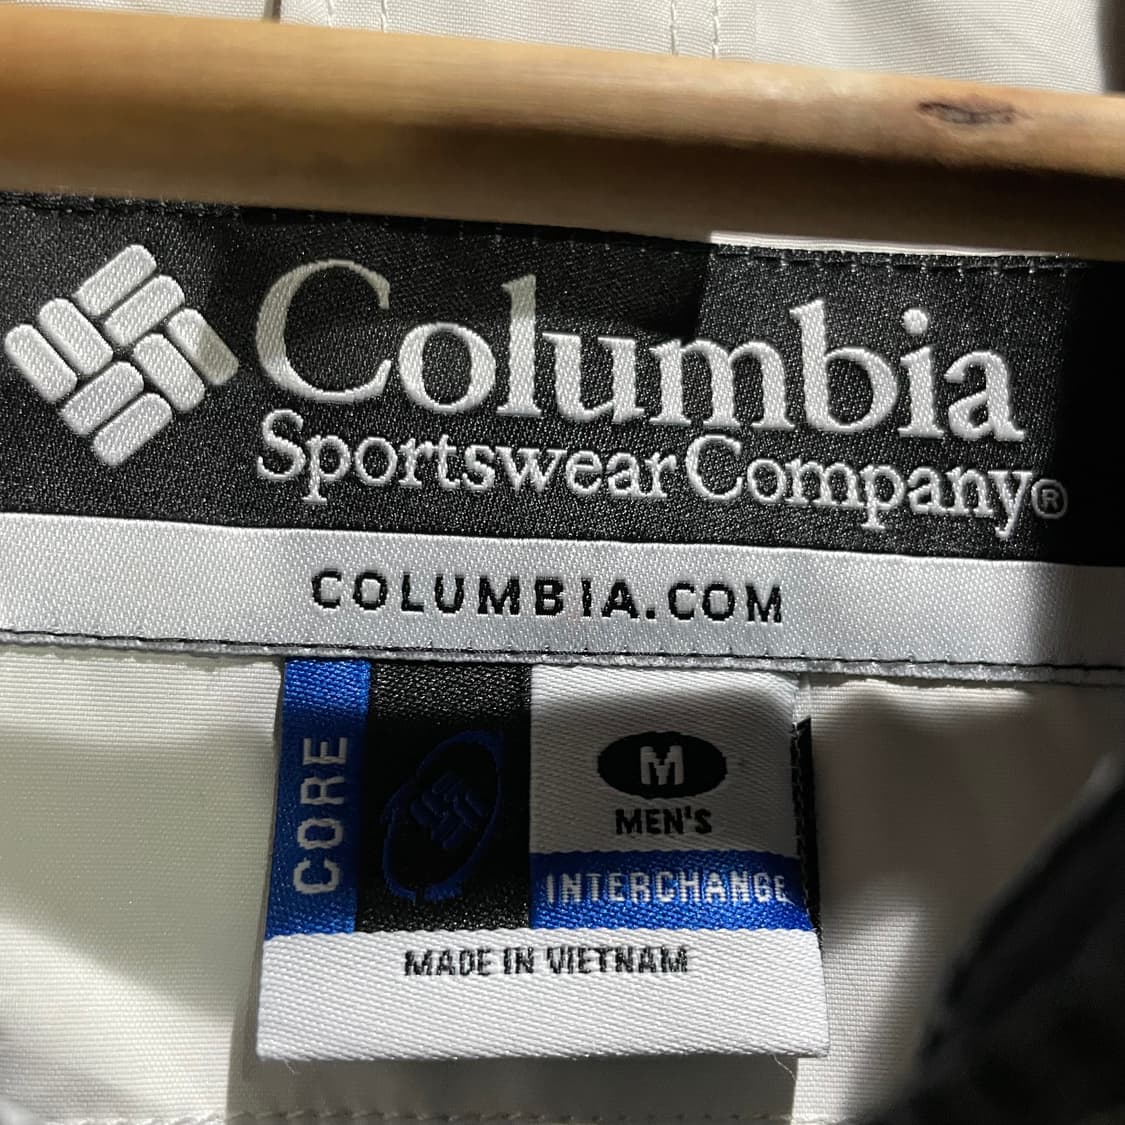 Columbia
Sportswear Company®
COLUMBIA.COM
CORE
M
MEN'S
INTERCHANGE
MADE IN VIETNAM